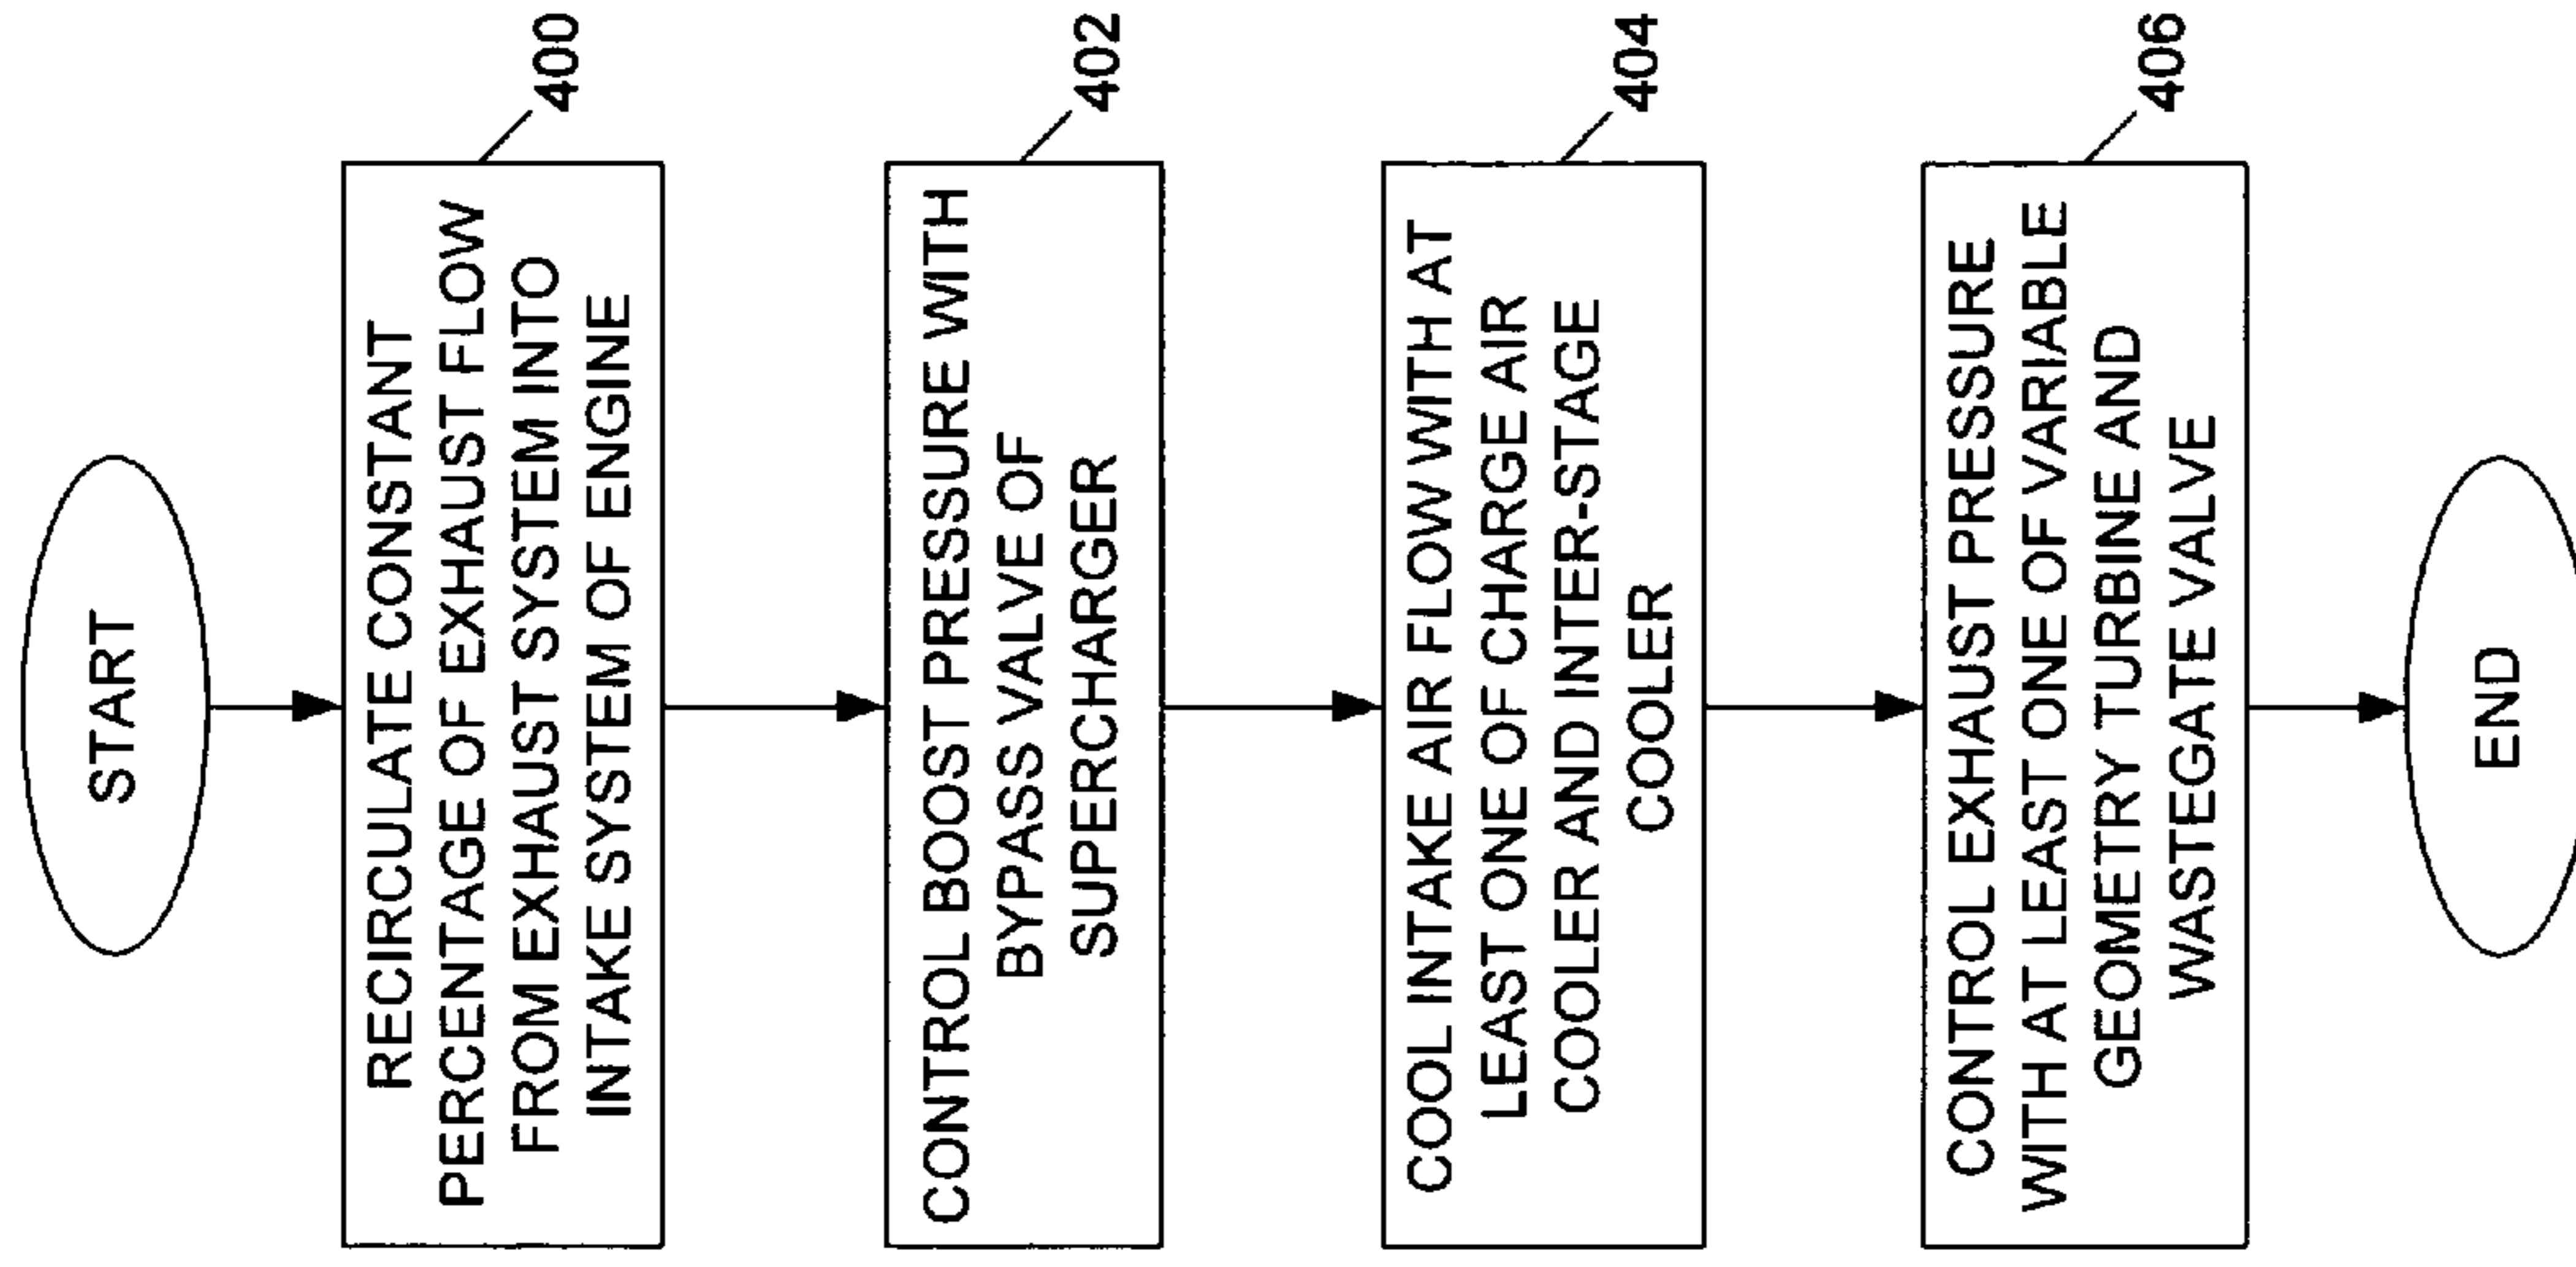 START
RECIRCULATE CONSTANT
PERCENTAGE OF EXHAUST FLOW
FROM EXHAUST SYSTEM INTO
INTAKE SYSTEM OF ENGINE
400
CONTROL BOOST PRESSURE WITH
BYPASS VALVE OF
SUPERCHARGER
402
COOL INTAKE AIR FLOW WITH AT
LEAST ONE OF CHARGE AIR
COOLER AND INTER-STAGE
COOLER
404
CONTROL EXHAUST PRESSURE
WITH AT LEAST ONE OF VARIABLE
GEOMETRY TURBINE AND
WASTEGATE VALVE
406
END